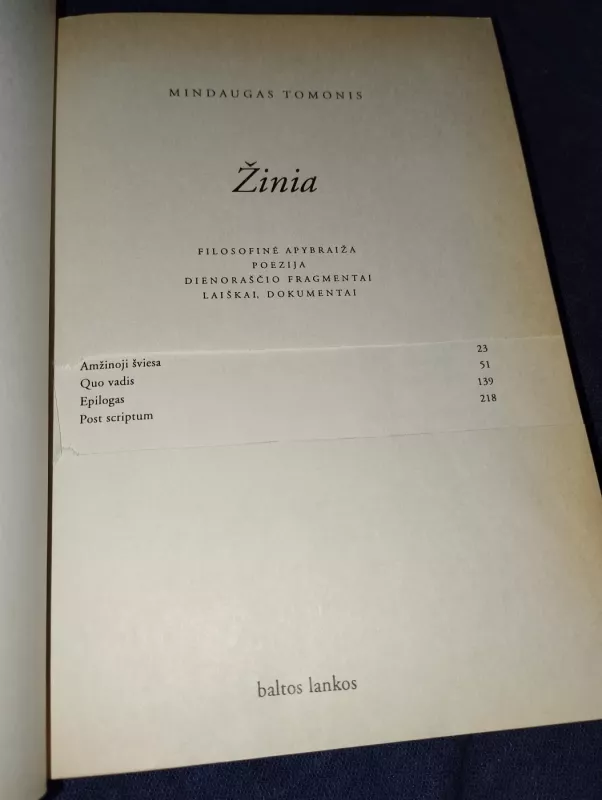 MINDAUGAS TOMONIS
Žinia
FILOSOFINĖ APYBRAIŽA
POEZIJA
DIENORAŠČIO FRAGMENTAI
LAIŠKAI, DOKUMENTAI
Amžinoji šviesa 23
Quo vadis 51
Epilogas 139
Post scriptum 218
baltos lankos